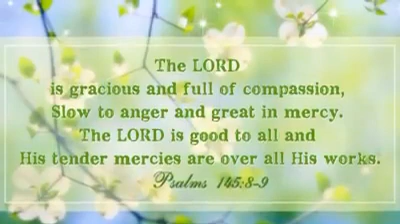 The LORD
is gracious and full of compassion,
Slow to anger and great in mercy.
The LORD is good to all and
His tender mercies are over all His works.
Psalms 145:8-9